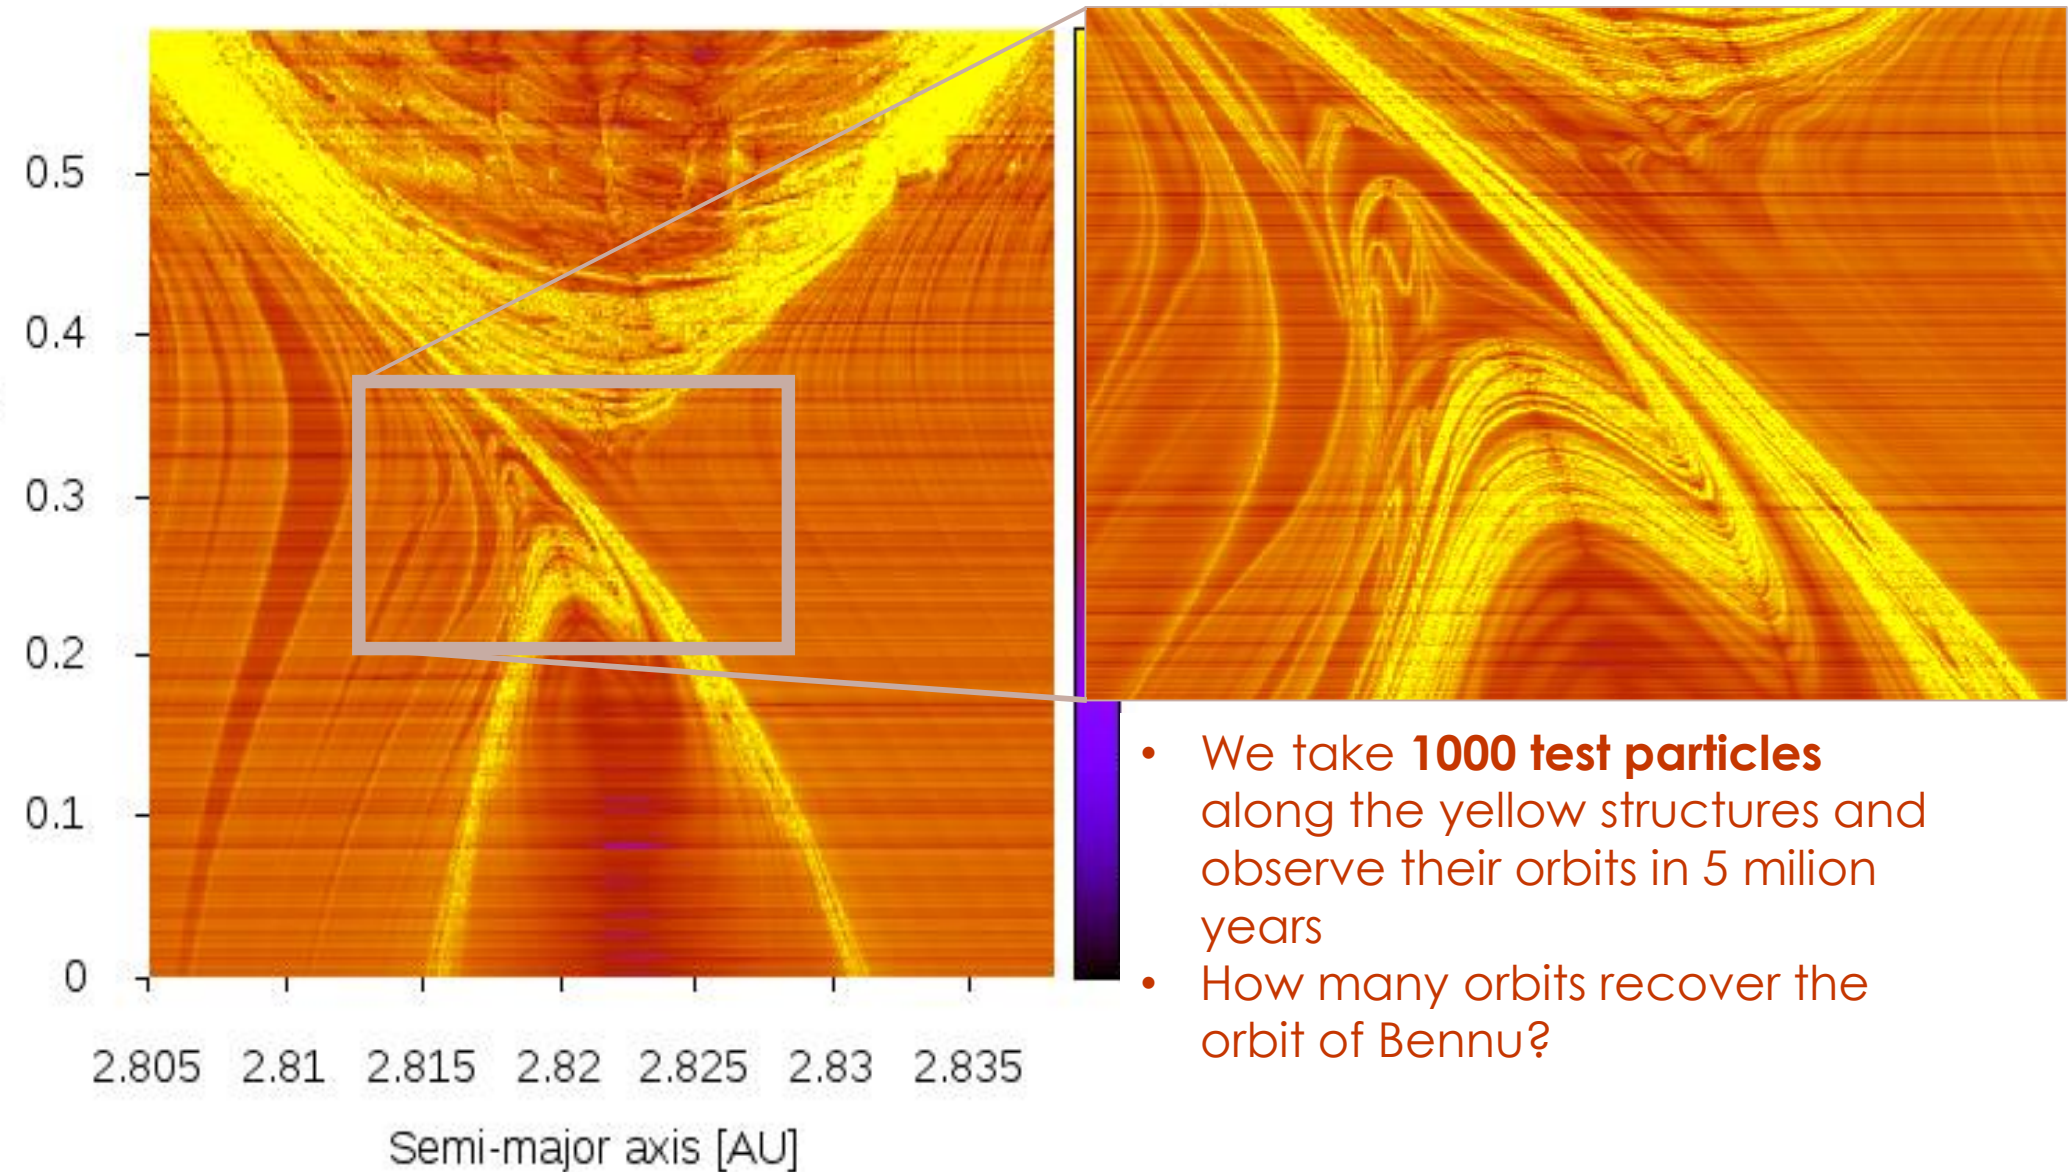 0.5
0.4
0.3
0.2
0.1
0
2.805 2.81 2.815 2.82 2.825 2.83 2.835
Semi-major axis [AU]
• We take 1000 test particles
along the yellow structures and
observe their orbits in 5 milion
years
• How many orbits recover the
orbit of Bennu?